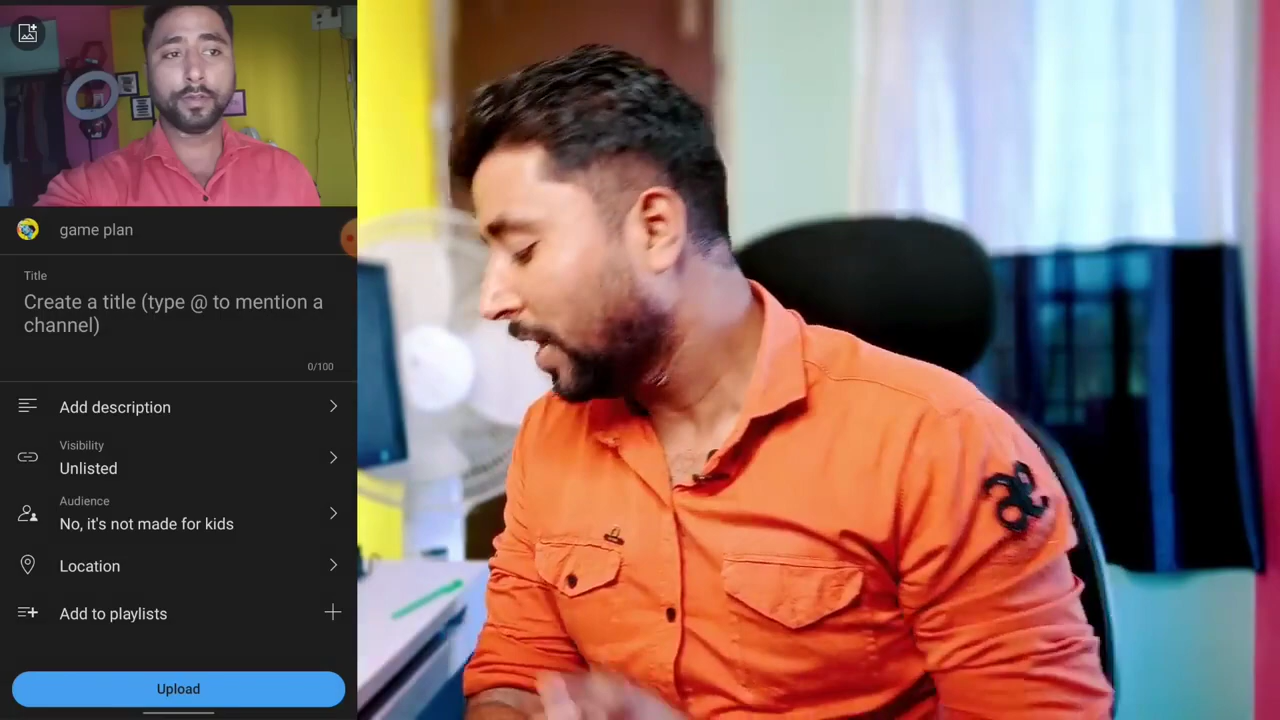 game plan
Title
Create a title (type @ to mention a
channel)
0/100
Add description
Visibility
Unlisted
Audience
No, it's not made for kids
Location
Add to playlists
Upload